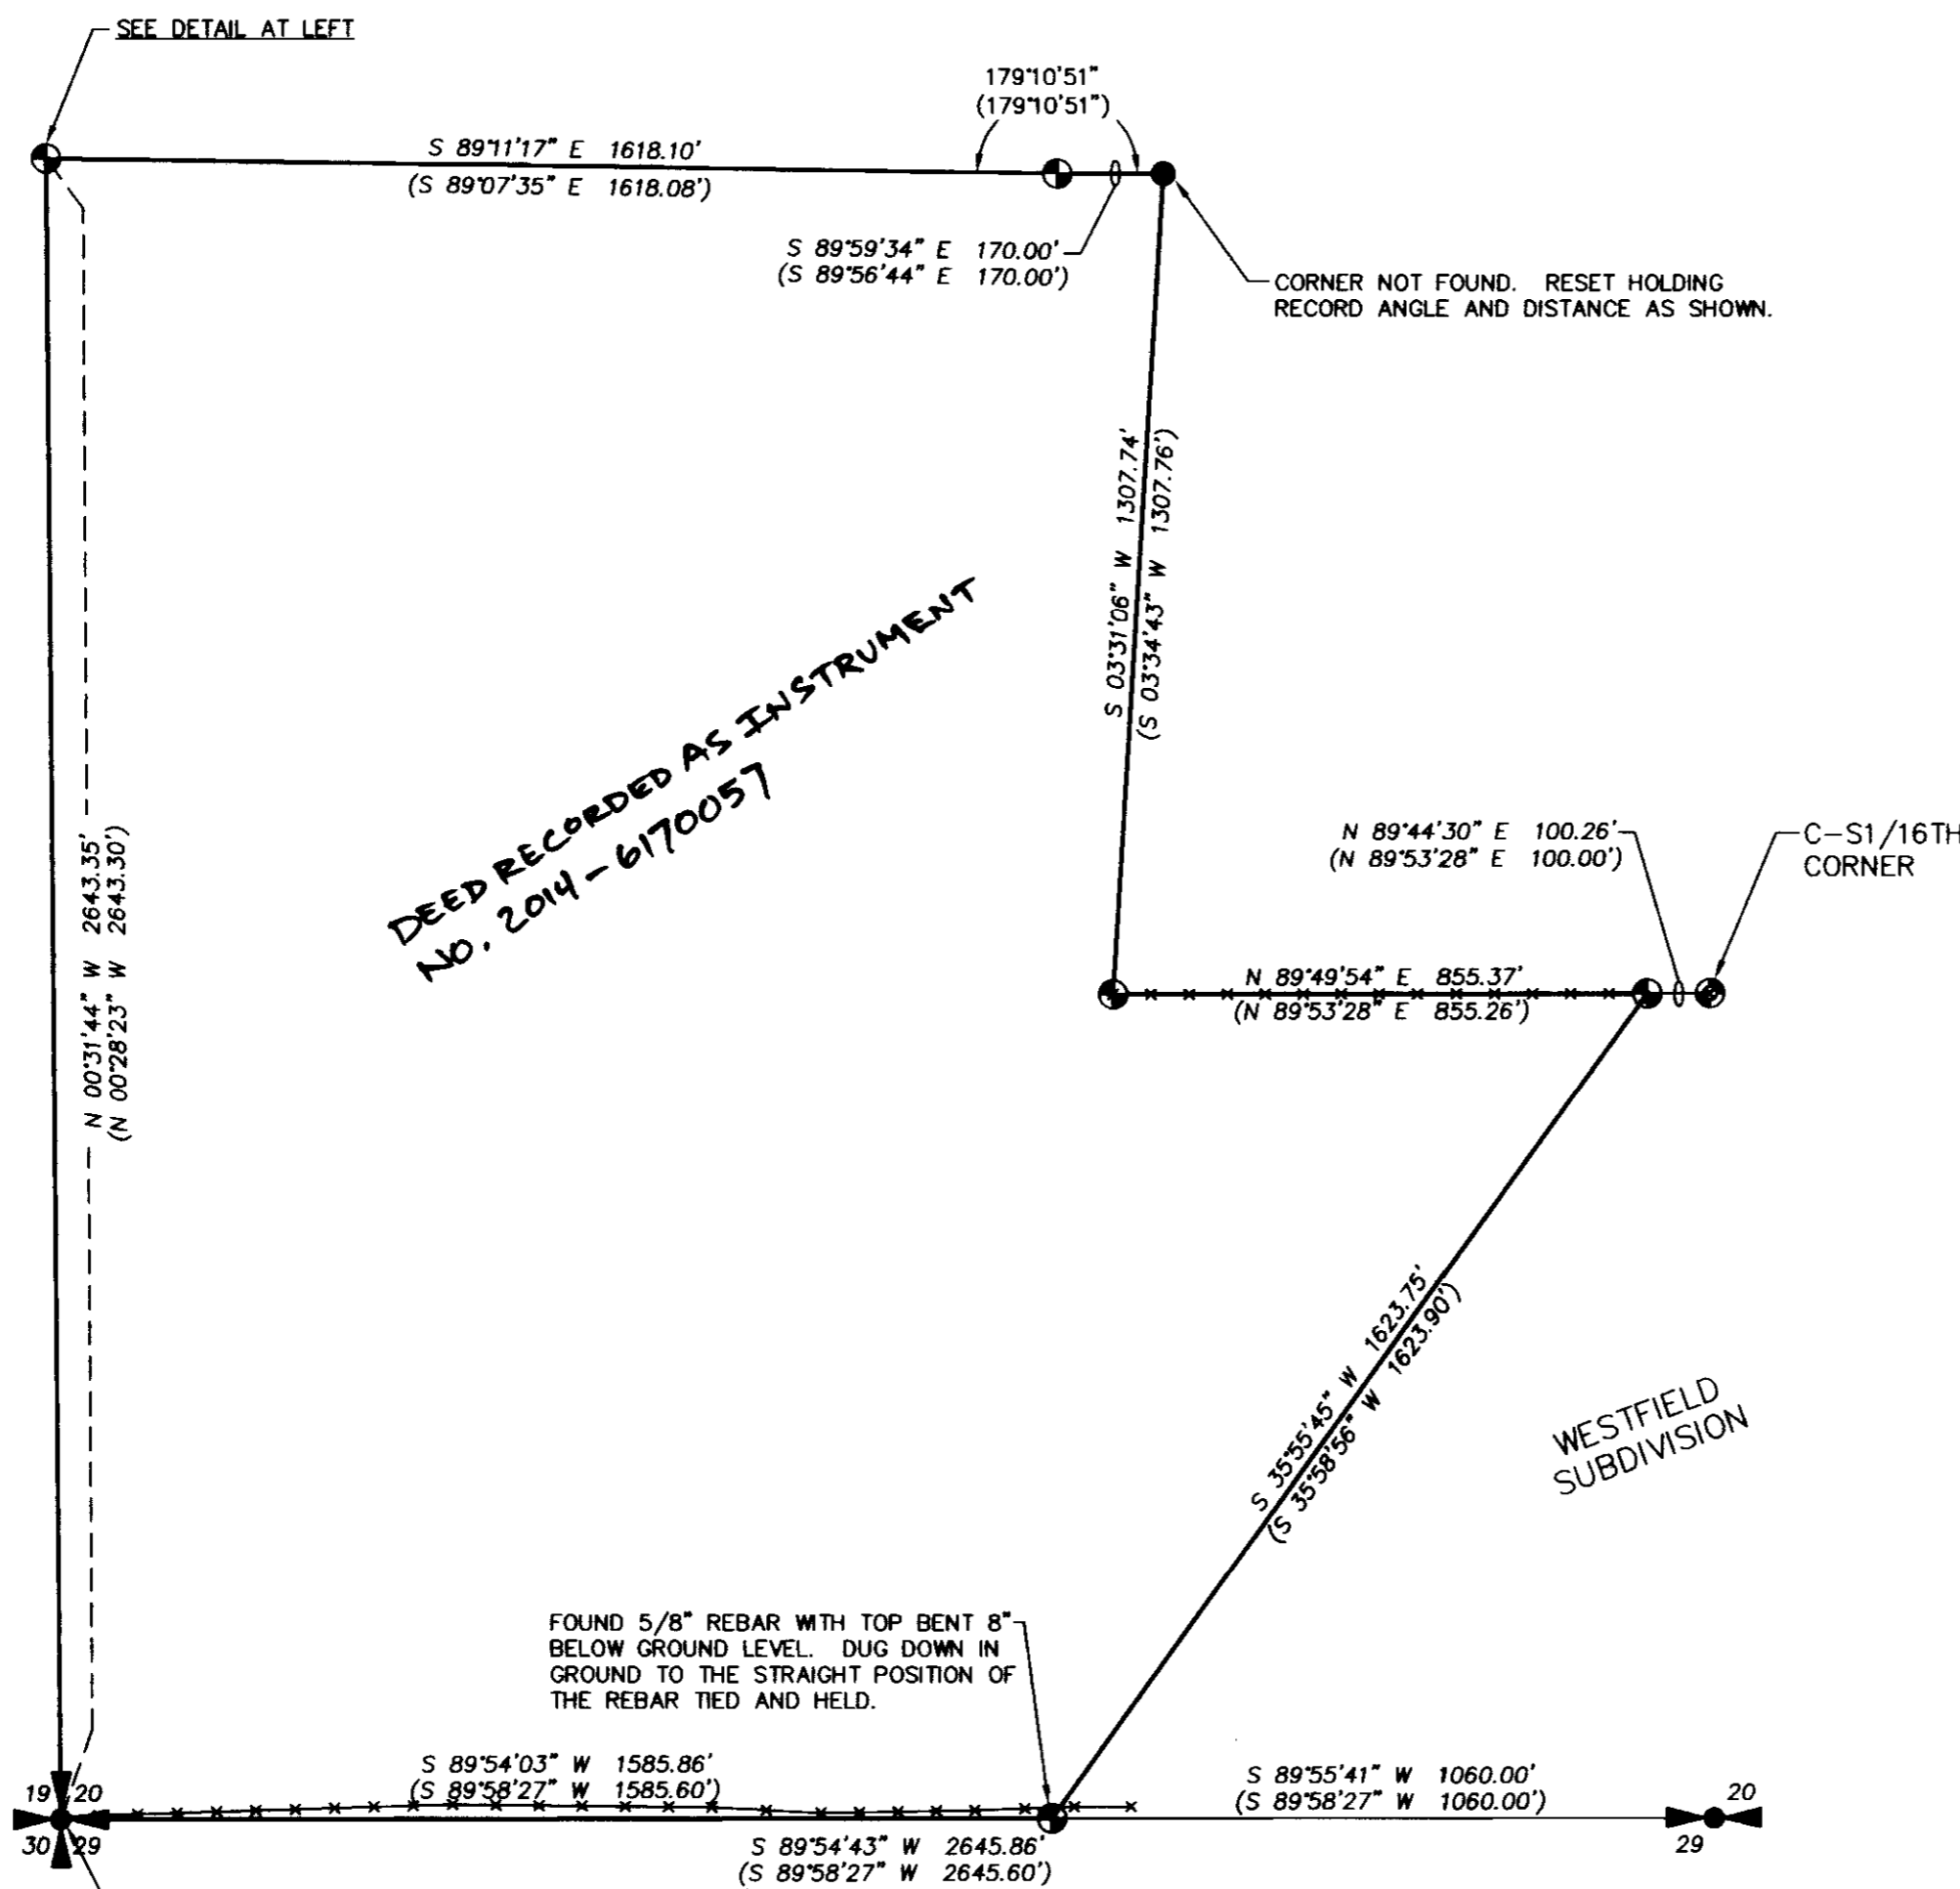 SEE DETAIL AT LEFT
179°10'51"
(179°10'51")
S 89°11'17" E 1618.10'
(S 89°07'35" E 1618.08')
S 89°59'34" E 170.00'
(S 89°56'44" E 170.00')
CORNER NOT FOUND. RESET HOLDING
RECORD ANGLE AND DISTANCE AS SHOWN.
S 03°31'06" W 1307.74'
(S 03°34'43" W 1307.76')
DEED RECORDED AS INSTRUMENT
NO. 2014-6170057
N 00°31'44" W 2643.35'
(N 00°28'23" W 2643.30')
N 89°44'30" E 100.26'
(N 89°53'28" E 100.00')
C-S1/16TH
CORNER
N 89°49'54" E 855.37'
(N 89°53'28" E 855.26')
S 35°55'45" W 1623.75'
(S 35°58'56" W 1623.90')
WESTFIELD
SUBDIVISION
FOUND 5/8" REBAR WITH TOP BENT 8"
BELOW GROUND LEVEL. DUG DOWN IN
GROUND TO THE STRAIGHT POSITION OF
THE REBAR TIED AND HELD.
S 89°54'03" W 1585.86'
(S 89°58'27" W 1585.60')
S 89°55'41" W 1060.00'
(S 89°58'27" W 1060.00')
19 20
30 29
20
29
S 89°54'43" W 2645.86'
(S 89°58'27" W 2645.60')